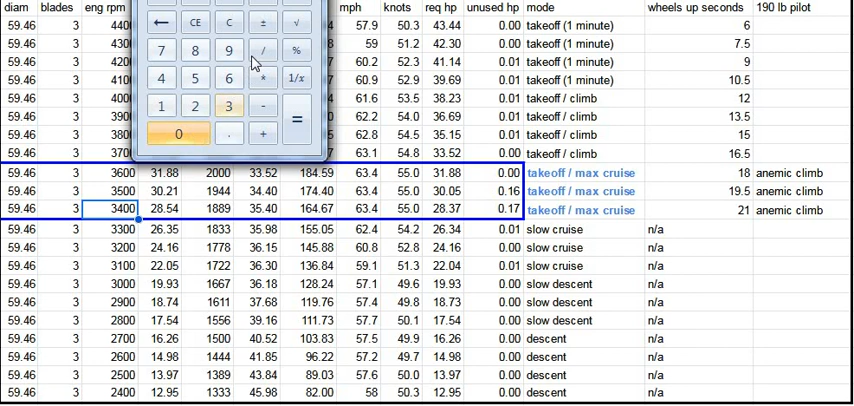 diam blades eng rpm mph knots req hp unused hp mode wheels up seconds 190 lb pilot
59.46 3 57.9 50.3 43.44 0.00 takeoff (1 minute) 6
59.46 3 59 51.2 42.30 0.00 takeoff (1 minute) 7.5
59.46 3 60.2 52.3 41.14 0.01 takeoff (1 minute) 9
59.46 3 60.9 52.9 39.69 0.01 takeoff (1 minute) 10.5
59.46 3 61.6 53.5 38.23 0.01 takeoff / climb 12
59.46 3 62.2 54.0 36.69 0.01 takeoff / climb 13.5
59.46 3 62.8 54.5 35.15 0.01 takeoff / climb 15
59.46 3 63.1 54.8 33.52 0.00 takeoff / climb 16.5
59.46 3 3600 31.88 2000 33.52 184.59 63.4 55.0 31.88 0.00 takeoff / max cruise 18 anemic climb
59.46 3 3500 30.21 1944 34.40 174.40 63.4 55.0 30.05 0.16 takeoff / max cruise 19.5 anemic climb
59.46 3 3400 28.54 1889 35.40 164.67 63.4 55.0 28.37 0.17 takeoff / max cruise 21 anemic climb
59.46 3 3300 26.35 1833 35.98 155.05 62.4 54.2 26.34 0.01 slow cruise n/a
59.46 3 3200 24.16 1778 36.15 145.88 60.8 52.8 24.16 0.00 slow cruise n/a
59.46 3 3100 22.05 1722 36.30 136.84 59.1 51.3 22.04 0.01 slow cruise n/a
59.46 3 3000 19.93 1667 36.18 128.24 57.1 49.6 19.93 0.00 slow descent n/a
59.46 3 2900 18.74 1611 37.68 119.76 57.4 49.8 18.73 0.00 slow descent n/a
59.46 3 2800 17.54 1556 39.16 111.73 57.7 50.1 17.54 0.00 slow descent n/a
59.46 3 2700 16.26 1500 40.52 103.83 57.5 49.9 16.26 0.00 descent n/a
59.46 3 2600 14.98 1444 41.85 96.22 57.2 49.7 14.98 0.00 descent n/a
59.46 3 2500 13.97 1389 43.84 89.03 57.6 50.0 13.97 0.00 descent n/a
59.46 3 2400 12.95 1333 45.98 82.00 58 50.3 12.95 0.00 descent n/a
← CE C ± √
7 8 9 / %
4 5 6 * 1/x
1 2 3 - =
0 . +